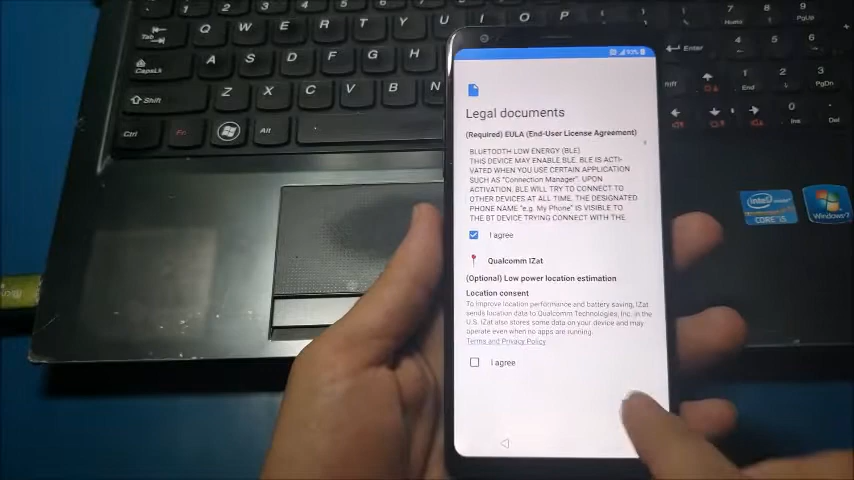 93%
Legal documents
(Required) EULA (End-User License Agreement)
BLUETOOTH LOW ENERGY (BLE)
THIS DEVICE MAY ENABLE BLE. BLE IS ACTI-
VATED WHEN YOU USE CERTAIN APPLICATION
SUCH AS "Connection Manager". UPON
ACTIVATION, BLE WILL TRY TO CONNECT TO
OTHER DEVICES AT ALL TIME. THE DESIGNATED
PHONE NAME "e.g. My Phone" IS VISIBLE TO
THE BT DEVICE TRYING CONNECT WITH THE
I agree
Qualcomm IZat
(Optional) Low power location estimation
Location consent
To improve location performance and battery saving, IZat
sends location data to Qualcomm Technologies, Inc. in the
U.S. IZat also stores some data on your device and may
operate even when no apps are running.
Terms and Privacy Policy
I agree
Tab
Q W E R T Y U I O P
CapsLk
A S D F G H
Enter
Shift
Z X C V B N
Ctrl
Fn
Alt
Home
PgUp
PgDn
End
Ins
Del
intel
CORE i5
Windows 7